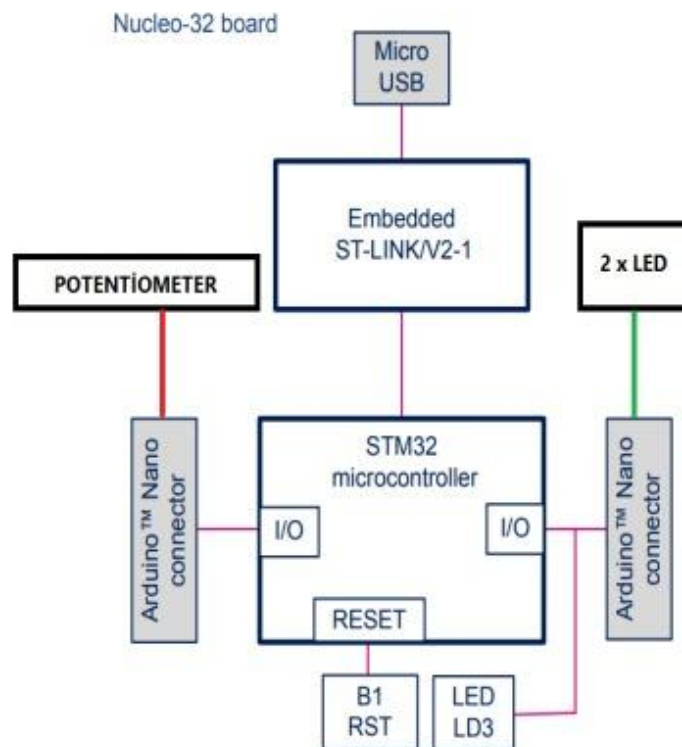 Nucleo-32 board
Micro
USB
Embedded
ST-LINK/V2-1
POTENTİOMETER
2 x LED
Arduino™ Nano
connector
I/O
STM32
microcontroller
I/O
Arduino™ Nano
connector
RESET
B1
RST
LED
LD3